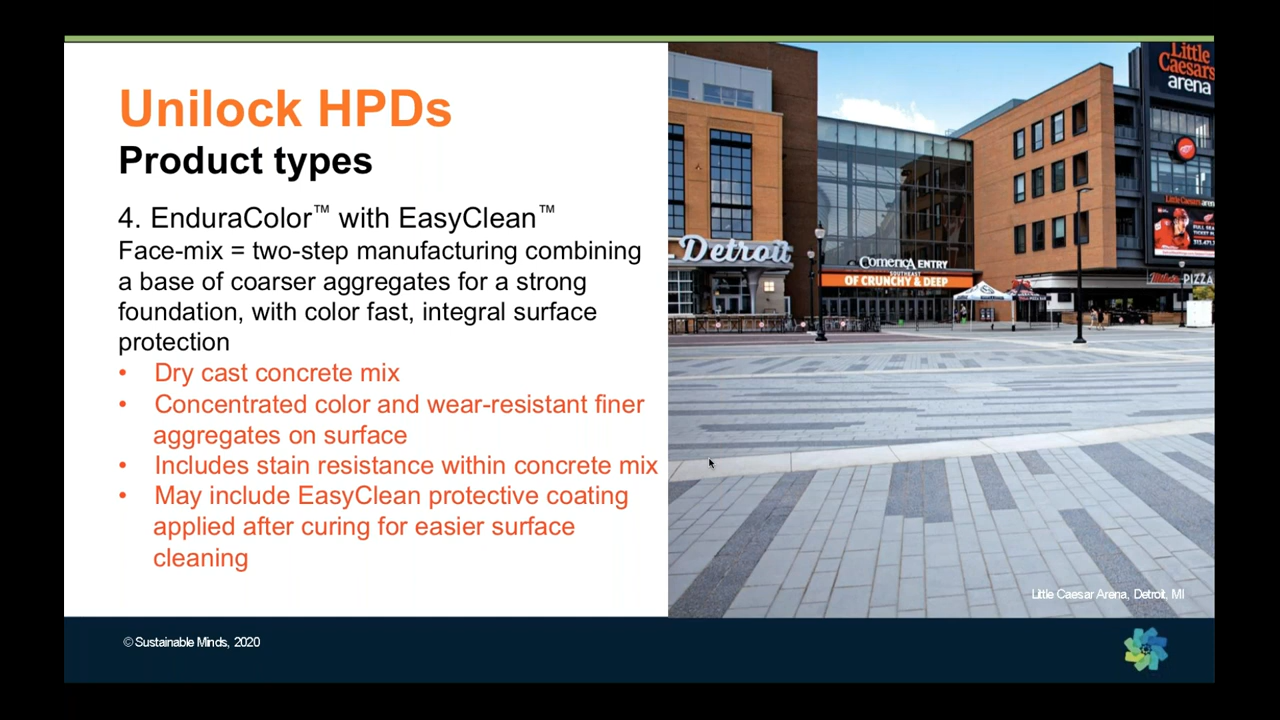 Unilock HPDs
Product types
4. EnduraColor™ with EasyClean™
Face-mix = two-step manufacturing combining
a base of coarser aggregates for a strong
foundation, with color fast, integral surface
protection
• Dry cast concrete mix
• Concentrated color and wear-resistant finer
aggregates on surface
• Includes stain resistance within concrete mix
• May include EasyClean protective coating
applied after curing for easier surface
cleaning
Little
Caesars
arena
Little Caesars arena
Detroit
Comerica ENTRY
SOUTHEAST
OF CRUNCHY & DEEP
PIZZA
Little Caesar Arena, Detroit, MI
© Sustainable Minds, 2020